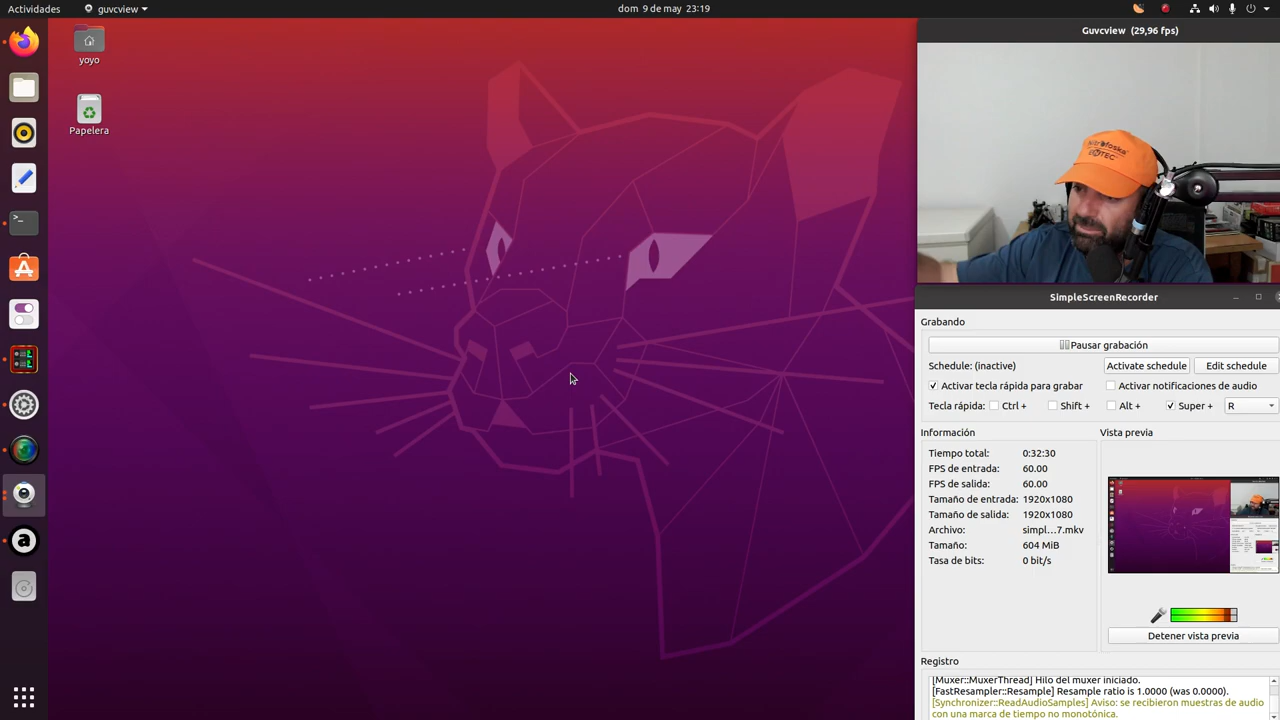 Actividades
guvcview
dom 9 de may 23:19
yoyo
Papelera
Guvcview (29,96 fps)
SimpleScreenRecorder
Grabando
Pausar grabación
Schedule: (inactive)
Activate schedule
Edit schedule
Activar tecla rápida para grabar
Activar notificaciones de audio
Tecla rápida:
Ctrl +
Shift +
Alt +
Super +
R
Información
Vista previa
Tiempo total: 0:32:30
FPS de entrada: 60.00
FPS de salida: 60.00
Tamaño de entrada: 1920x1080
Tamaño de salida: 1920x1080
Archivo: simpl...7.mkv
Tamaño: 604 MiB
Tasa de bits: 0 bit/s
Detener vista previa
Registro
[Muxer::MuxerThread] Hilo del muxer iniciado.
[FastResampler::Resample] Resample ratio is 1.0000 (was 0.0000).
[Synchronizer::ReadAudioSamples] Aviso: se recibieron muestras de audio
con una marca de tiempo no monotónica.